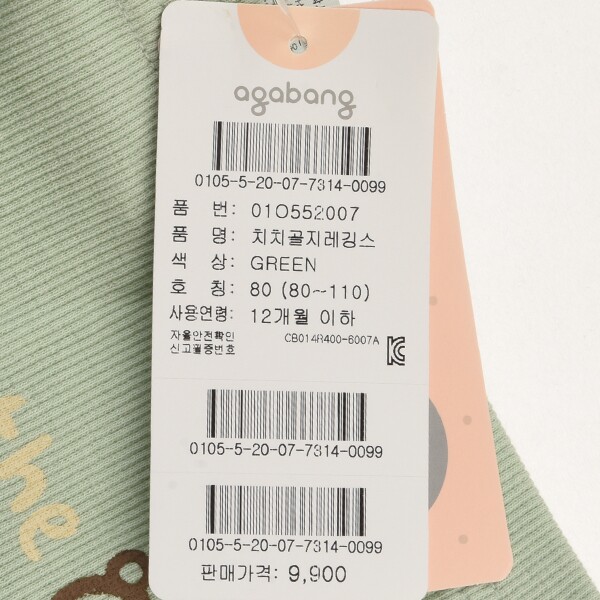 agabang
0105-5-20-07-7314-0099
품 번: 01O552007
품 명: 치치골지레깅스
색 상: GREEN
호 칭: 80 (80~110)
사용연령: 12개월 이하
자율안전확인
신고필증번호 CB014R400-6007A
0105-5-20-07-7314-0099
0105-5-20-07-7314-0099
판매가격: 9,900
the